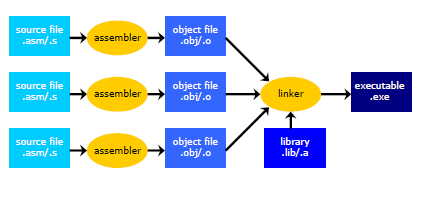 source file
.asm/.s
assembler
object file
.obj/.o
source file
.asm/.s
assembler
object file
.obj/.o
linker
executable
.exe
source file
.asm/.s
assembler
object file
.obj/.o
library
.lib/.a